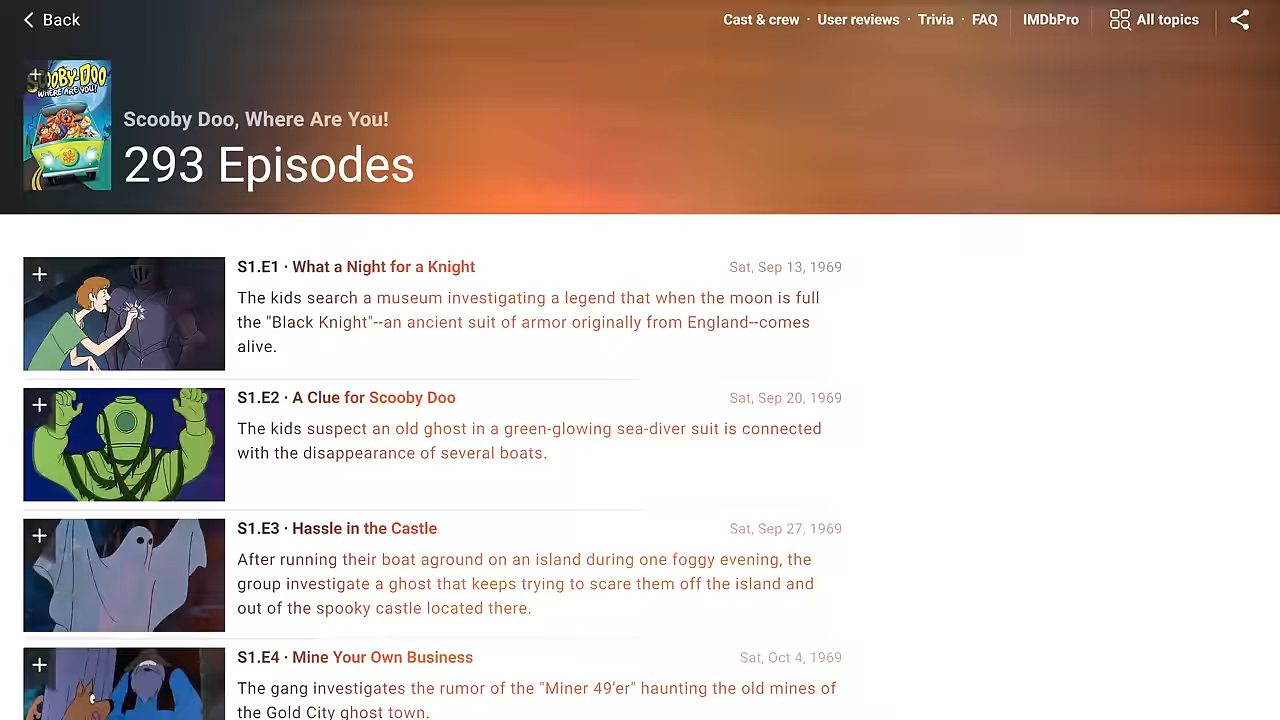 Back
Cast & crew · User reviews · Trivia · FAQ
IMDbPro
All topics
SCOOBY-DOO
WHERE ARE YOU!
Scooby Doo, Where Are You!
293 Episodes
S1.E1 · What a Night for a Knight
Sat, Sep 13, 1969
The kids search a museum investigating a legend that when the moon is full
the "Black Knight"--an ancient suit of armor originally from England--comes
alive.
S1.E2 · A Clue for Scooby Doo
Sat, Sep 20, 1969
The kids suspect an old ghost in a green-glowing sea-diver suit is connected
with the disappearance of several boats.
S1.E3 · Hassle in the Castle
Sat, Sep 27, 1969
After running their boat aground on an island during one foggy evening, the
group investigate a ghost that keeps trying to scare them off the island and
out of the spooky castle located there.
S1.E4 · Mine Your Own Business
Sat, Oct 4, 1969
The gang investigates the rumor of the "Miner 49'er" haunting the old mines of
the Gold City ghost town.